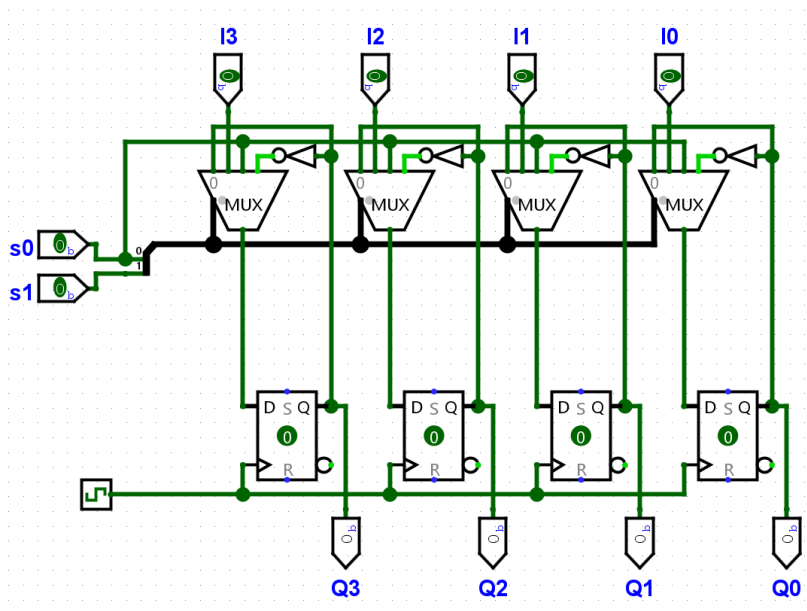 I3 I2 I1 I0
0 0 0 0
b b b b
0 0 0 0
MUX MUX MUX MUX
s0 0 b 0
1
s1 0 b
D S Q D S Q D S Q D S Q
0 0 0 0
R R R R
0 b 0 b 0 b 0 b
Q3 Q2 Q1 Q0